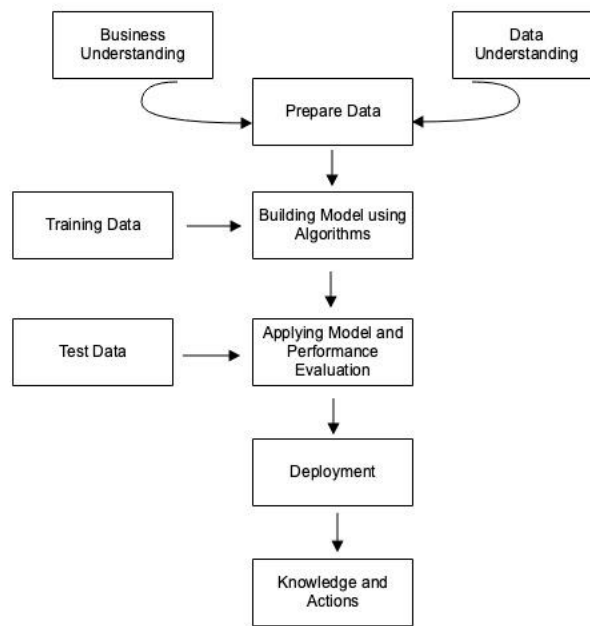 Business
Understanding
Data
Understanding
Prepare Data
Training Data
Building Model using
Algorithms
Test Data
Applying Model and
Performance
Evaluation
Deployment
Knowledge and
Actions